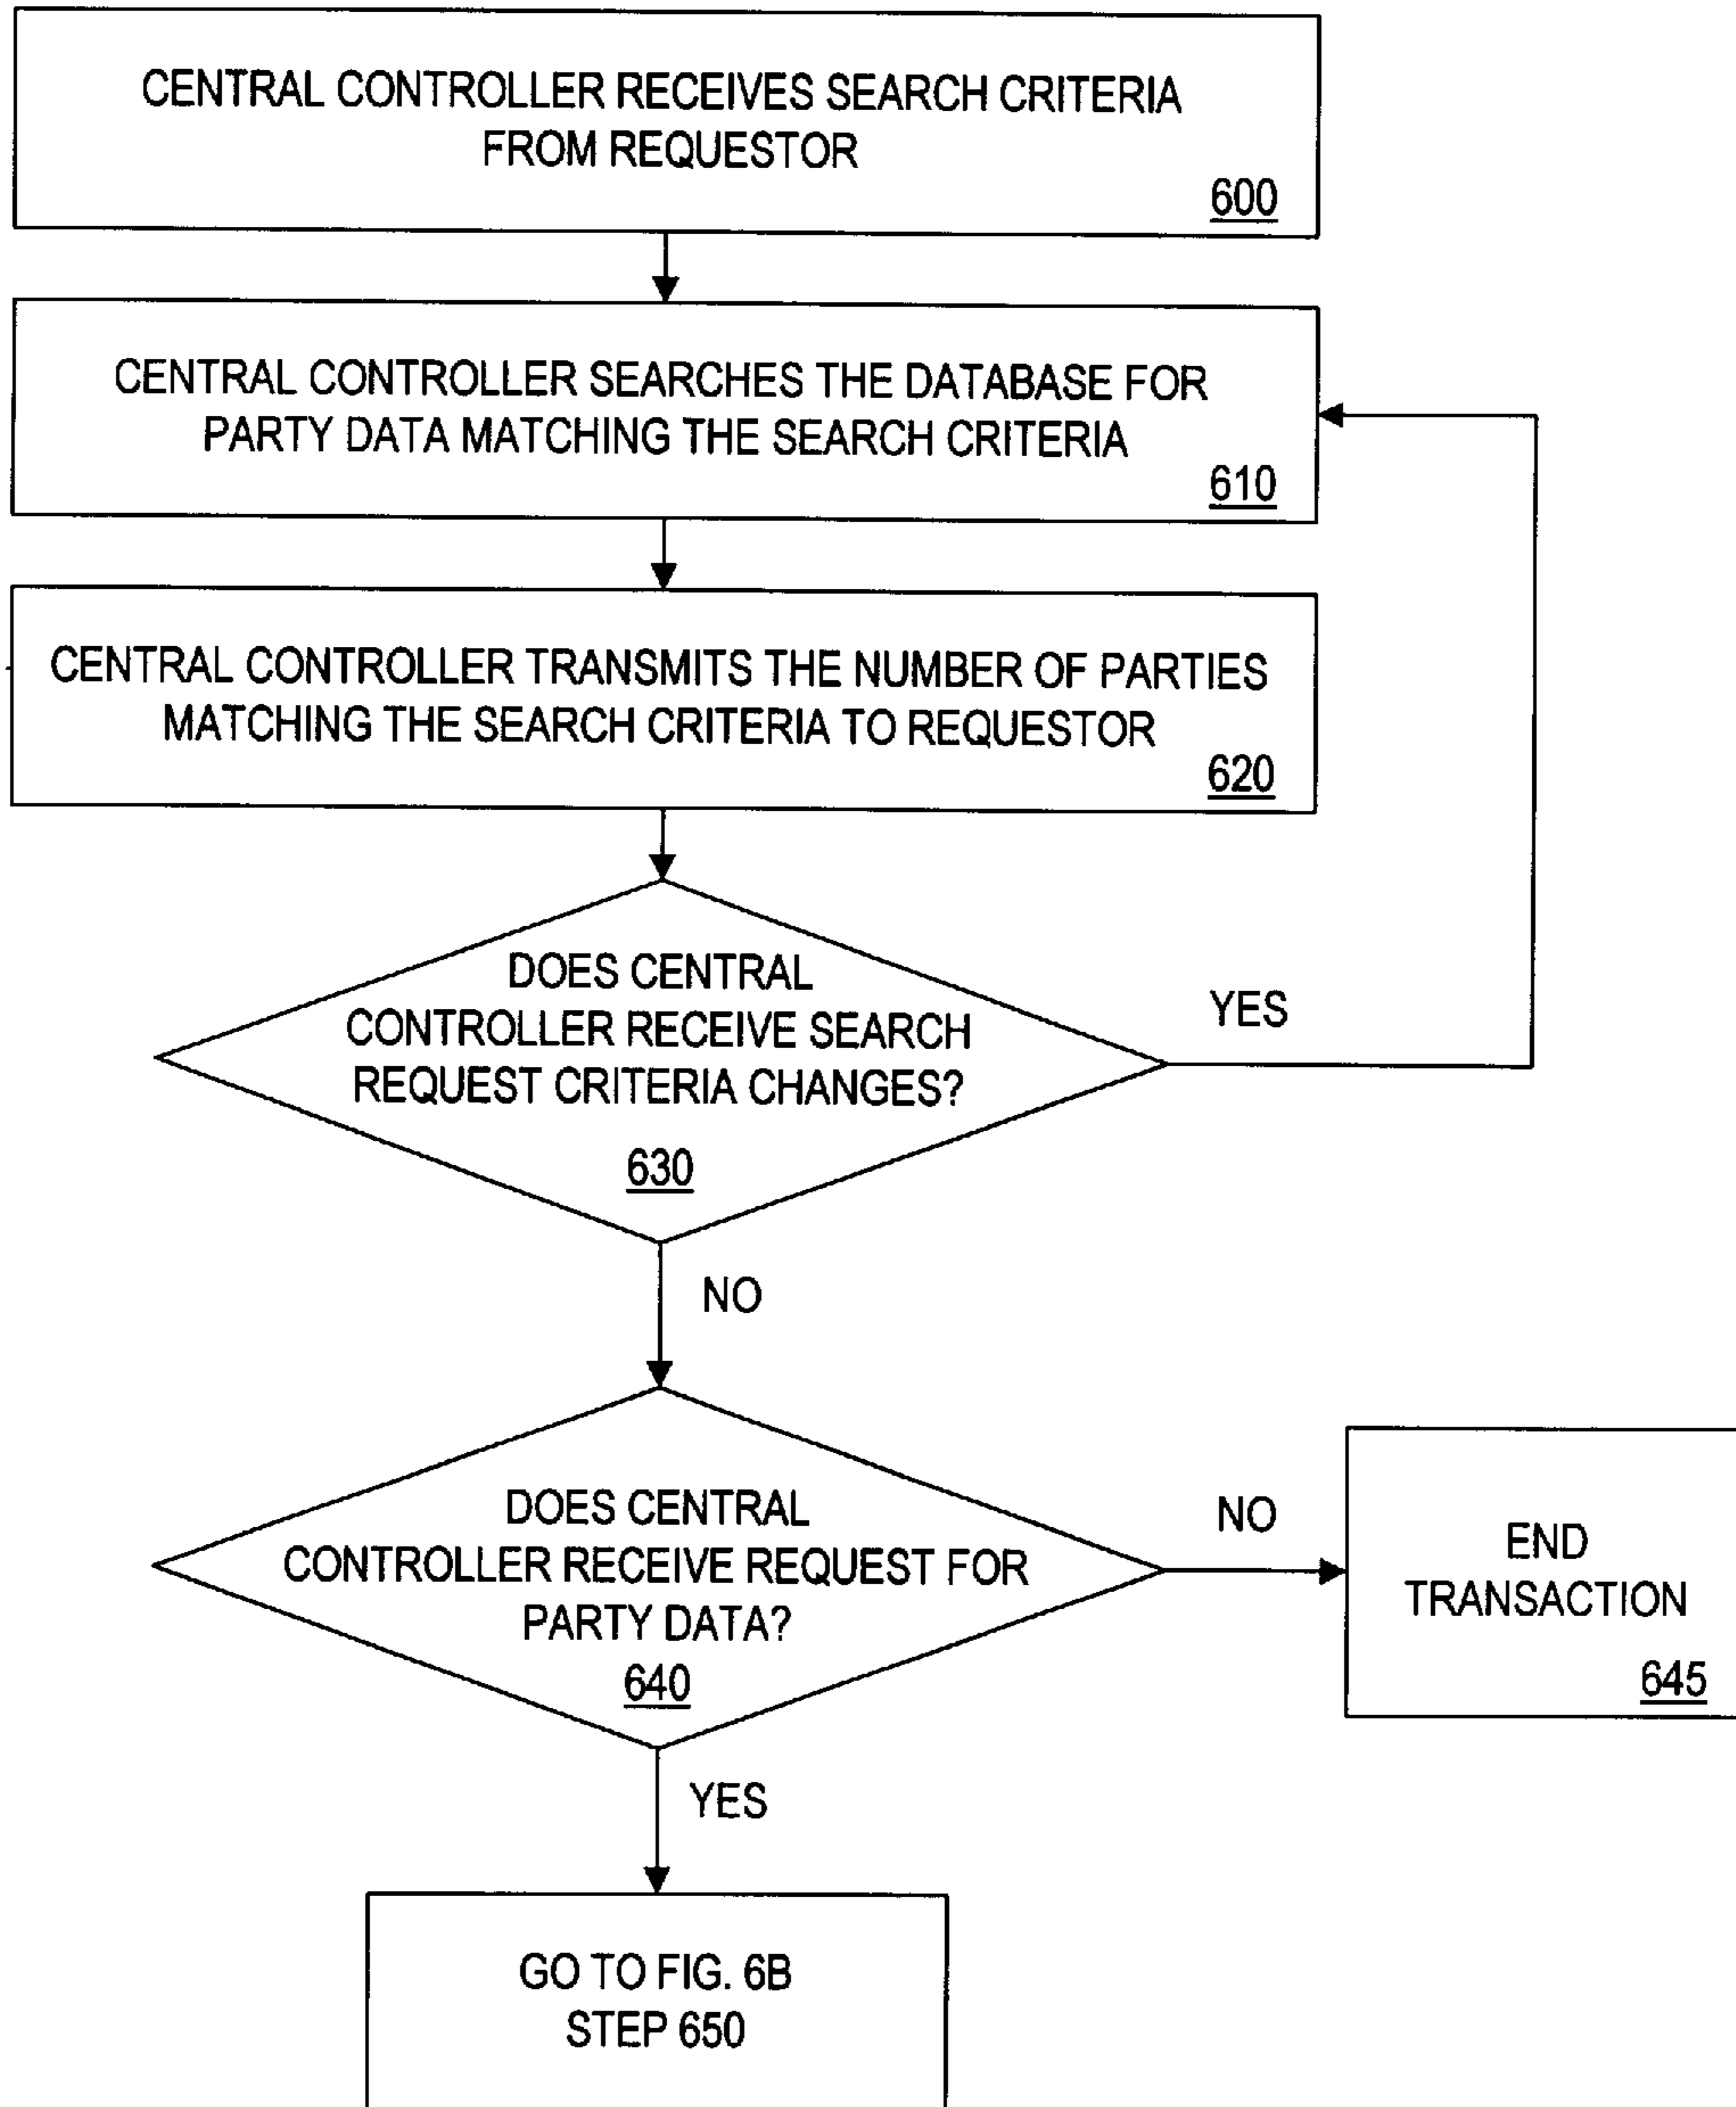 CENTRAL CONTROLLER RECEIVES SEARCH CRITERIA
FROM REQUESTOR
600
CENTRAL CONTROLLER SEARCHES THE DATABASE FOR
PARTY DATA MATCHING THE SEARCH CRITERIA
610
CENTRAL CONTROLLER TRANSMITS THE NUMBER OF PARTIES
MATCHING THE SEARCH CRITERIA TO REQUESTOR
620
DOES CENTRAL
CONTROLLER RECEIVE SEARCH
REQUEST CRITERIA CHANGES?
630
YES
NO
DOES CENTRAL
CONTROLLER RECEIVE REQUEST FOR
PARTY DATA?
640
NO
END
TRANSACTION
645
YES
GO TO FIG. 6B
STEP 650